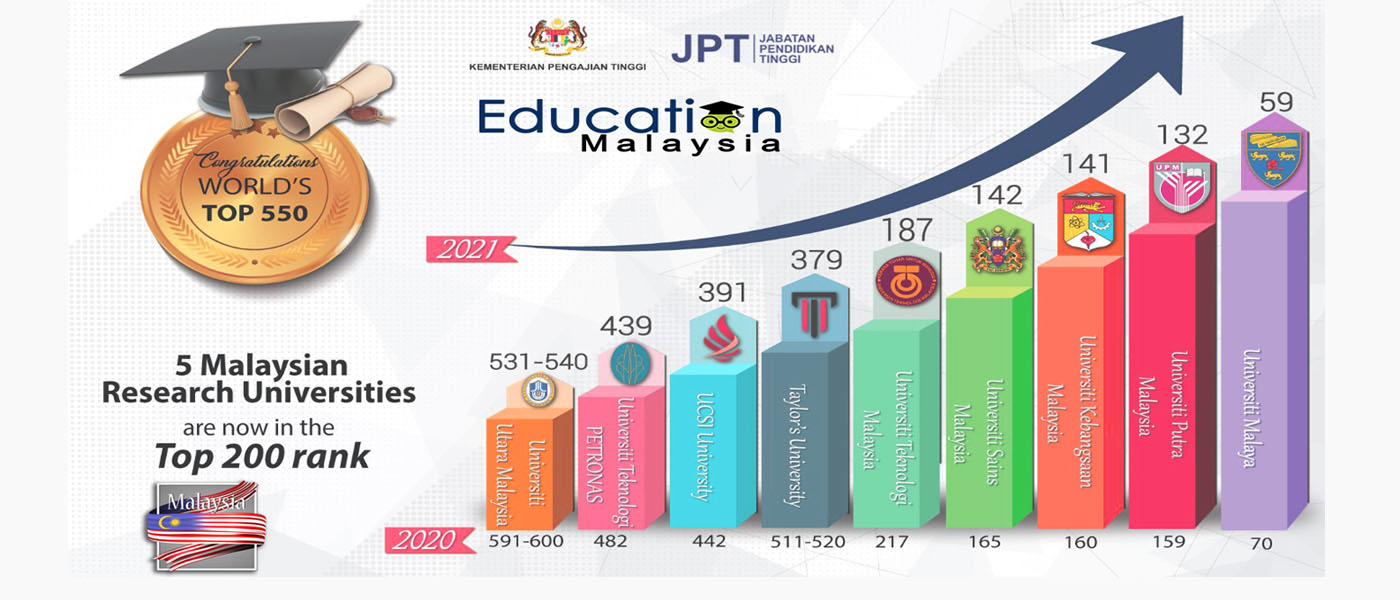 KEMENTERIAN PENGAJIAN TINGGI
JPT
JABATAN
PENDIDIKAN
TINGGI
Education
Malaysia
Congratulations
WORLD'S
TOP 550
5 Malaysian
Research Universities
are now in the
Top 200 rank
Malaysia
2021
531-540
439
391
379
187
142
141
132
59
UPM
Universiti
Utara Malaysia
Universiti Teknologi
PETRONAS
UCSI University
Taylor's University
Universiti Teknologi
Malaysia
Universiti Sains
Malaysia
Universiti Kebangsaan
Malaysia
Universiti Putra
Malaysia
Universiti Malaya
2020
591-600
482
442
511-520
217
165
160
159
70